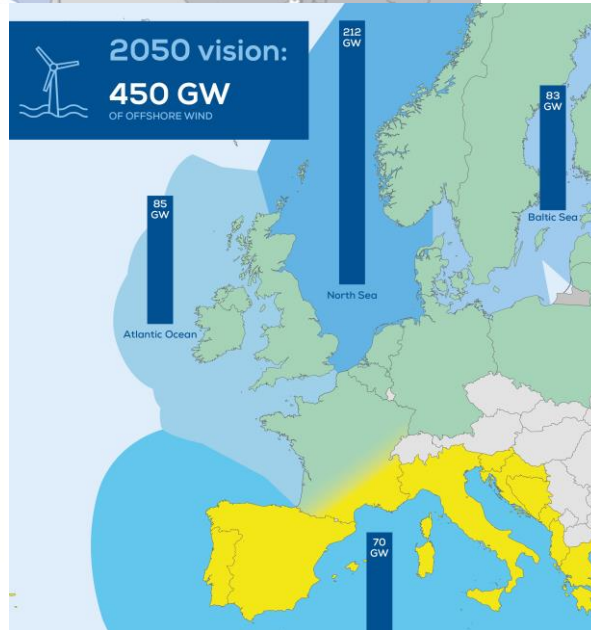 2050 vision:
450 GW
OF OFFSHORE WIND
212
GW
83
GW
85
GW
Baltic Sea
North Sea
Atlantic Ocean
70
GW